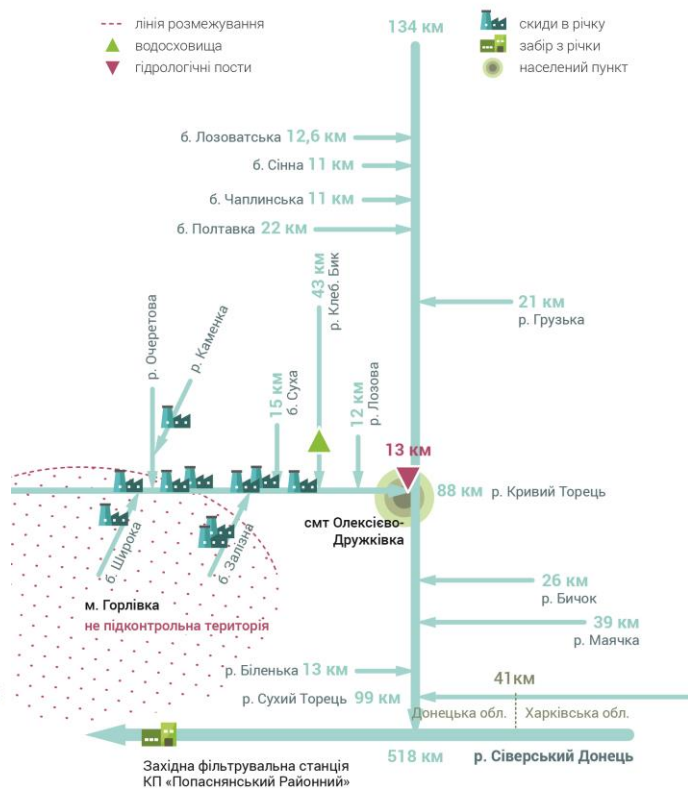 лінія розмежування
водосховища
гідрологічні пости
134 км
скиди в річку
забір з річки
населений пункт
б. Лозоватська 12,6 км
б. Сінна 11 км
б. Чаплинська 11 км
б. Полтавка 22 км
21 км
р. Грузька
43 км
р. Клеб. Бик
р. Очеретова
р. Каменка
15 км
б. Суха
12 км
р. Лозова
13 км
88 км р. Кривий Торець
смт Олексієво-
Дружківка
б. Широка
б. Залізна
м. Горлівка
не підконтрольна територія
26 км
р. Бичок
39 км
р. Маячка
р. Біленька 13 км
р. Сухий Торець 99 км
41км
Донецька обл.
Харківська обл.
518 км
р. Сіверський Донець
Західна фільтрувальна станція
КП «Попаснянський Районний»